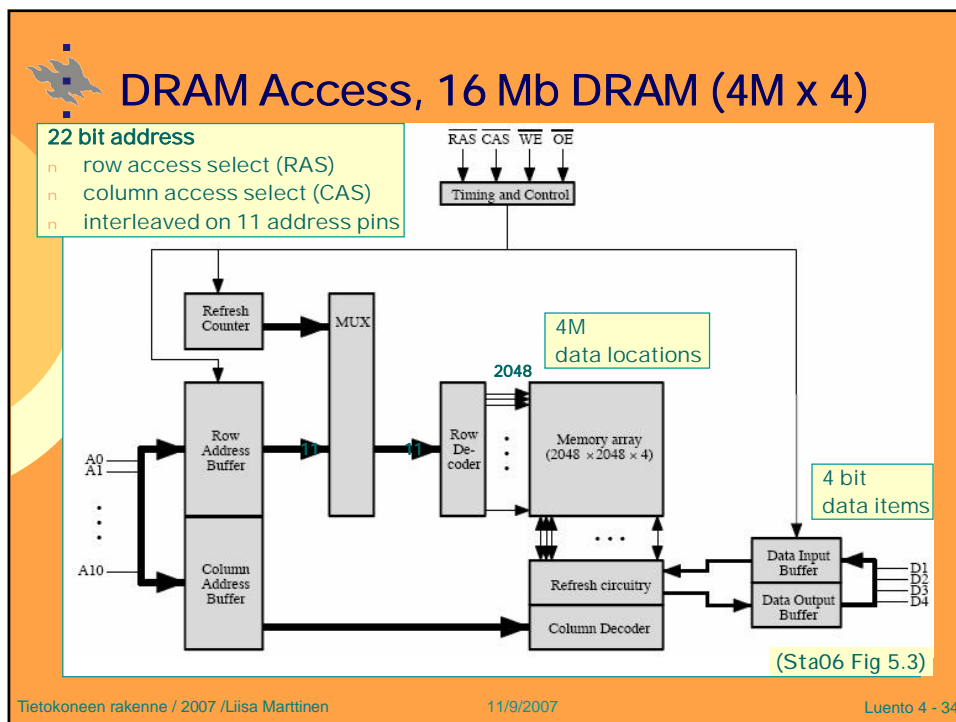 DRAM Access, 16 Mb DRAM (4M x 4)
22 bit address
n row access select (RAS)
n column access select (CAS)
n interleaved on 11 address pins
RAS CAS WE OE
Timing and Control
Refresh
Counter
MUX
4M
data locations
2048
Row
Address
Buffer
11
11
Row
De-
coder
Memory array
(2048 × 2048 × 4)
A0
A1
A10
4 bit
data items
Column
Address
Buffer
Refresh circuitry
Column Decoder
Data Input
Buffer
Data Output
Buffer
D1
D2
D3
D4
(Sta06 Fig 5.3)
Tietokoneen rakenne / 2007 /Liisa Marttinen 11/9/2007 Luento 4 - 34